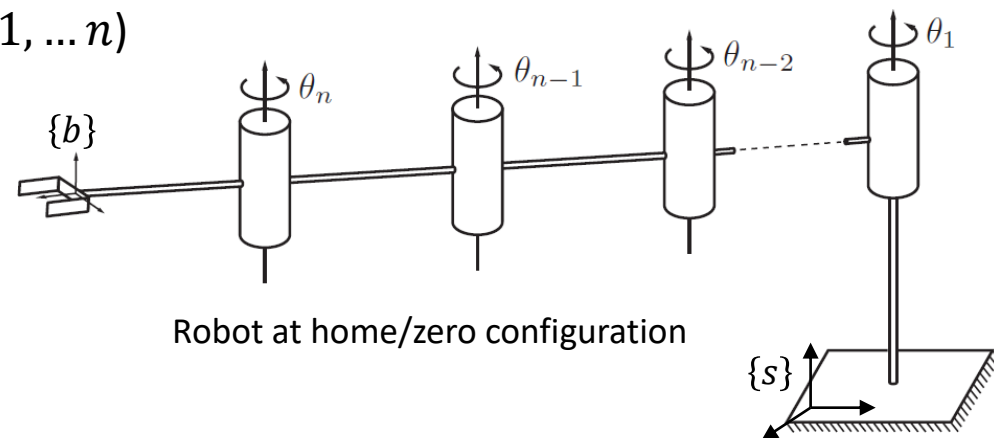 1, … n)
θ₁
θₙ₋₂
θₙ₋₁
θₙ
{b}
Robot at home/zero configuration
{s}